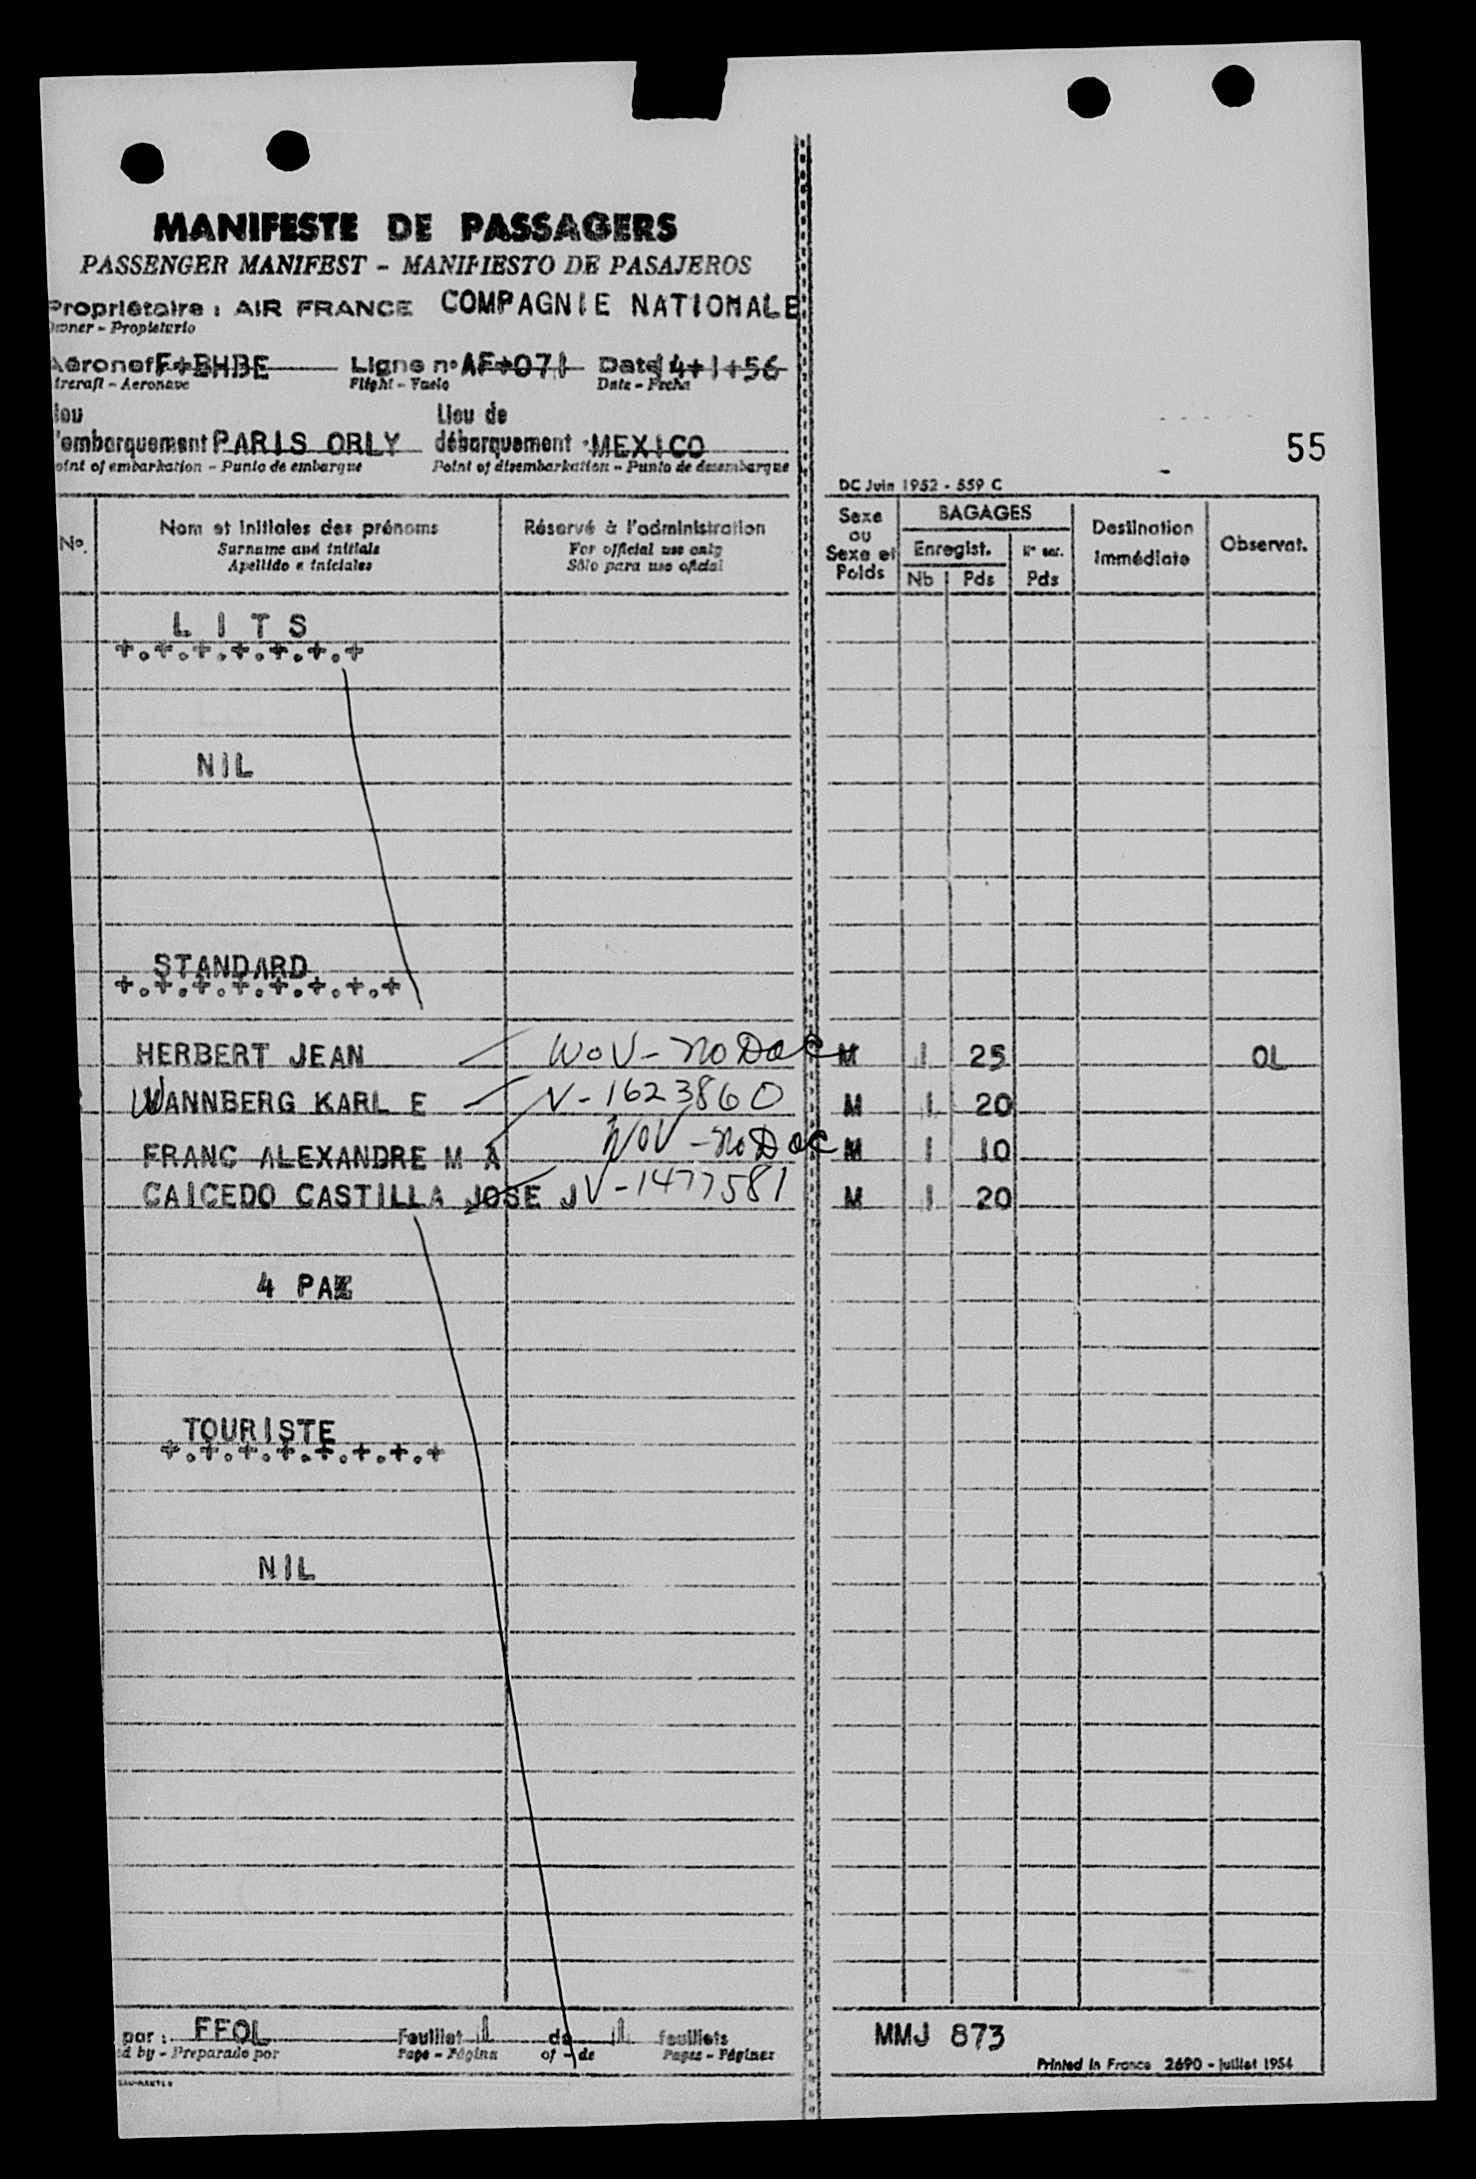 MANIFESTE DE PASSAGERS
PASSENGER MANIFEST - MANIFIESTO DE PASAJEROS
Propriétaire : AIR FRANCE COMPAGNIE NATIONALE
Owner - Propietario
Aéronef F+BHBE Ligne n° AF+071 Date 14+1+56
Aircraft - Aeronave Flight - Vuelo Date - Fecha
Lieu Lieu de
d'embarquement PARIS ORLY débarquement MEXICO
Point of embarkation - Punto de embarque Point of disembarkation - Punto de desembarque
55
DC Juin 1952 - 559 C
No. Nom et initiales des prénoms Réservé à l'administration Sexe ou Sexe et Poids BAGAGES Destination immédiate Observat.
Surname and initials For official use only Enregist.
Apellido e iniciales Sólo para uso oficial Nb Pds Pds
L I T S
+.+.+.+.+.+.+
NIL
STANDARD
+.+.+.+.+.+.+.+
HERBERT JEAN WOV - no Doc M 1 25 OL
WANNBERG KARL E V-1623860 M 1 20
FRANC ALEXANDRE M A WOV - no Doc M 1 10
CAICEDO CASTILLA JOSE J V-1477581 M 1 20
4 PAX
TOURISTE
+.+.+.+.+.+.+.+
NIL
par : FFOL Feuillet 1 de 1 feuillets
ed by - Preparado por Page - Página of - de Pages - Páginas
MMJ 873
Printed in France 2690 - juillet 1954